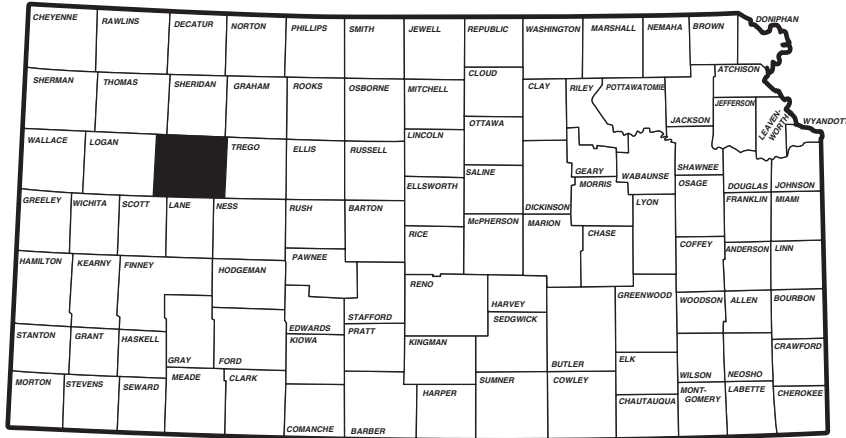 CHEYENNE
RAWLINS
DECATUR
NORTON
PHILLIPS
SMITH
JEWELL
REPUBLIC
WASHINGTON
MARSHALL
NEMAHA
BROWN
DONIPHAN
SHERMAN
THOMAS
SHERIDAN
GRAHAM
ROOKS
OSBORNE
MITCHELL
CLOUD
CLAY
RILEY
POTTAWATOMIE
ATCHISON
JACKSON
JEFFERSON
LEAVEN-
WORTH
WYANDOTT
WALLACE
LOGAN
TREGO
ELLIS
RUSSELL
LINCOLN
OTTAWA
SALINE
ELLSWORTH
DICKINSON
GEARY
MORRIS
WABAUNSE
SHAWNEE
OSAGE
DOUGLAS
JOHNSON
GREELEY
WICHITA
SCOTT
LANE
NESS
RUSH
BARTON
RICE
McPHERSON
MARION
CHASE
LYON
FRANKLIN
MIAMI
COFFEY
ANDERSON
LINN
HAMILTON
KEARNY
FINNEY
HODGEMAN
PAWNEE
STAFFORD
RENO
HARVEY
SEDGWICK
GREENWOOD
WOODSON
ALLEN
BOURBON
STANTON
GRANT
HASKELL
GRAY
FORD
EDWARDS
KIOWA
PRATT
KINGMAN
BUTLER
ELK
WILSON
NEOSHO
CRAWFORD
MORTON
STEVENS
SEWARD
MEADE
CLARK
COMANCHE
BARBER
HARPER
SUMNER
COWLEY
CHAUTAUQUA
MONT-
GOMERY
LABETTE
CHEROKEE